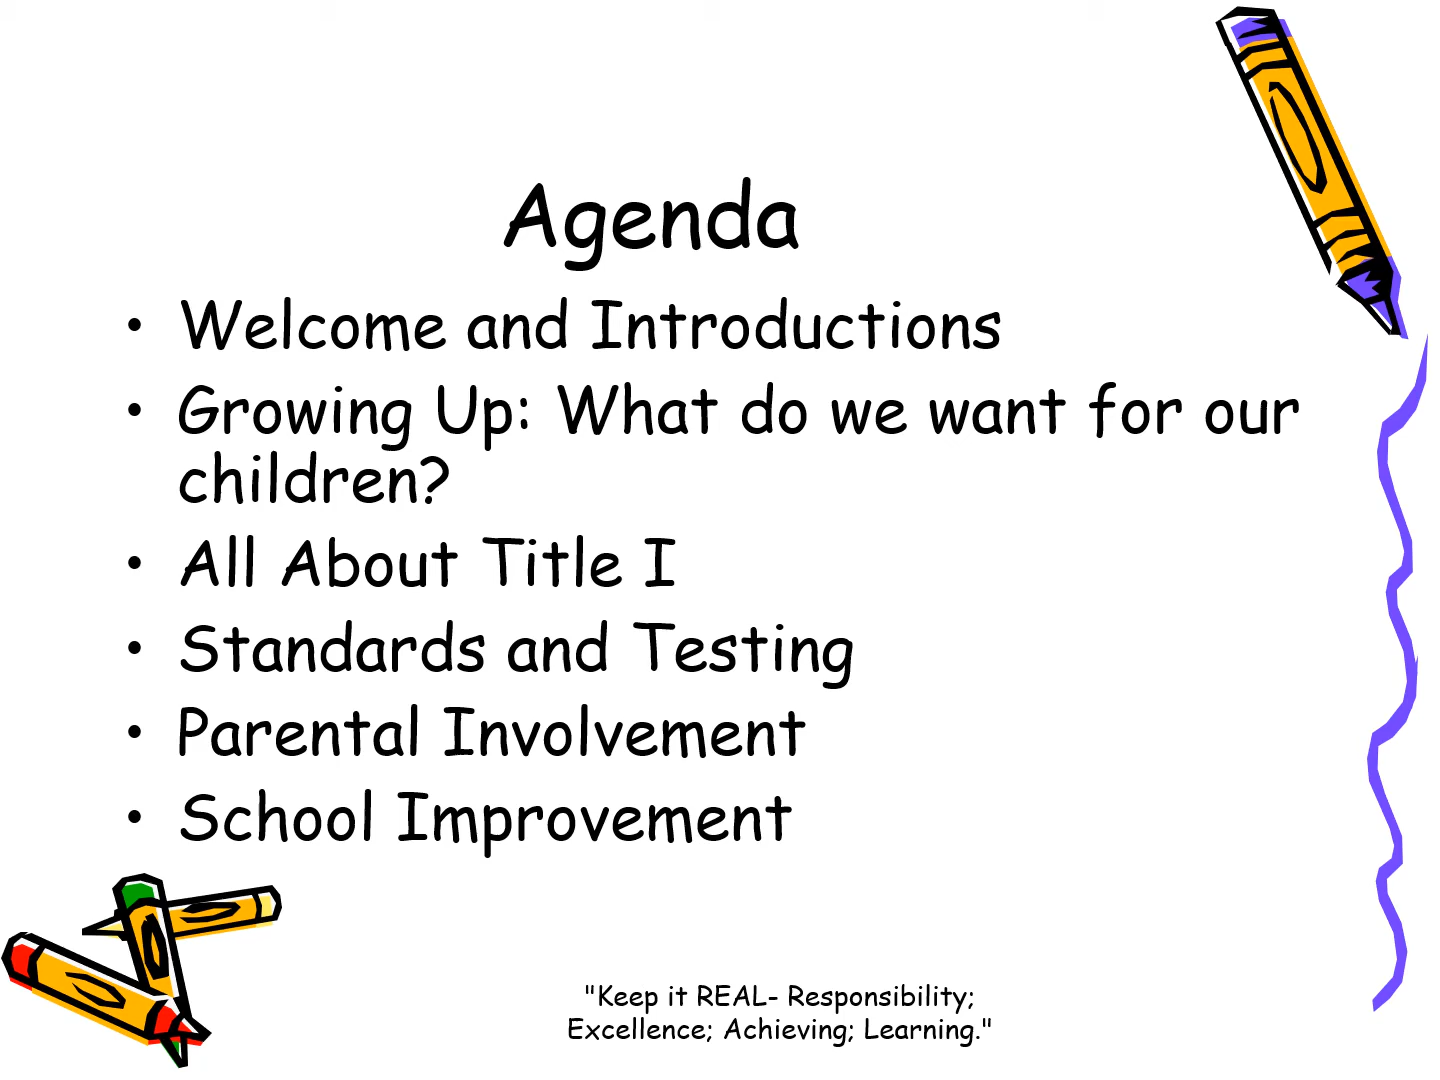 Agenda
• Welcome and Introductions
• Growing Up: What do we want for our
children?
• All About Title I
• Standards and Testing
• Parental Involvement
• School Improvement
"Keep it REAL- Responsibility;
Excellence; Achieving; Learning."